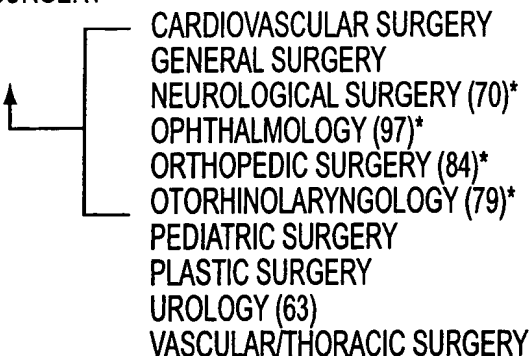 CARDIOVASCULAR SURGERY
GENERAL SURGERY
NEUROLOGICAL SURGERY (70)*
OPHTHALMOLOGY (97)*
ORTHOPEDIC SURGERY (84)*
OTORHINOLARYNGOLOGY (79)*
PEDIATRIC SURGERY
PLASTIC SURGERY
UROLOGY (63)
VASCULAR/THORACIC SURGERY